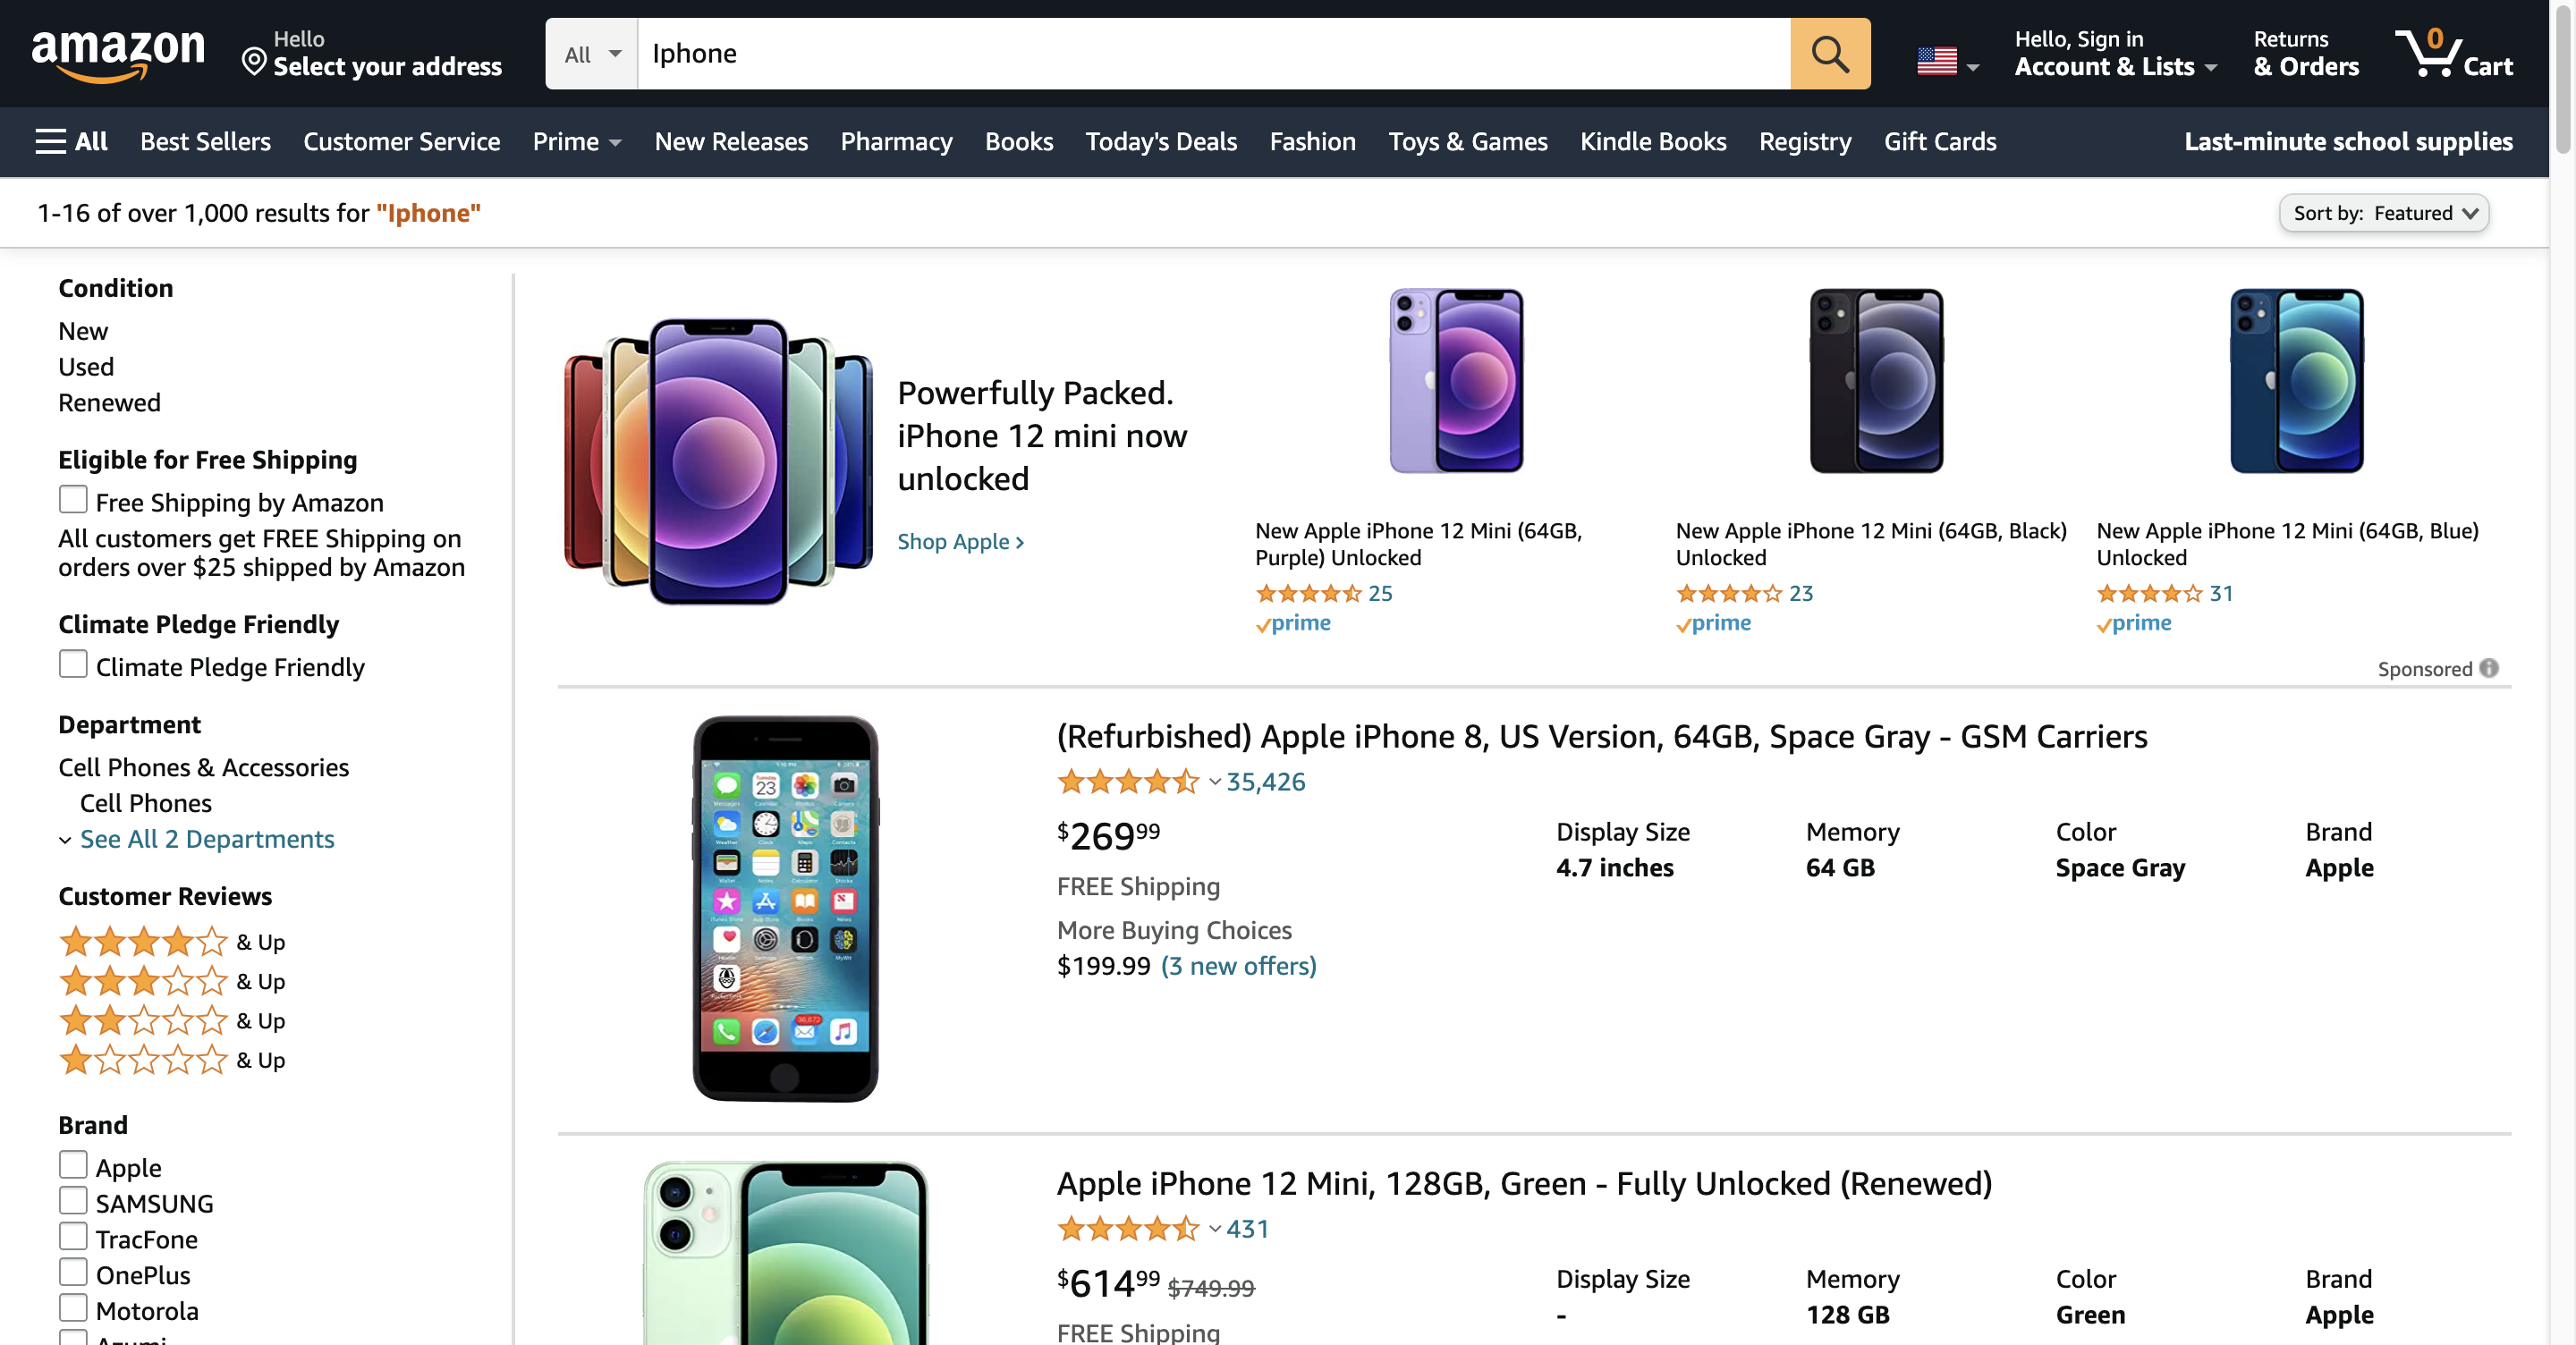 amazon
Hello
Select your address
All
Iphone
Hello, Sign in
Account & Lists
Returns
& Orders
0
Cart
All
Best Sellers
Customer Service
Prime
New Releases
Pharmacy
Books
Today's Deals
Fashion
Toys & Games
Kindle Books
Registry
Gift Cards
Last-minute school supplies
1-16 of over 1,000 results for "Iphone"
Sort by: Featured
Condition
New
Used
Renewed
Eligible for Free Shipping
Free Shipping by Amazon
All customers get FREE Shipping on
orders over $25 shipped by Amazon
Climate Pledge Friendly
Climate Pledge Friendly
Department
Cell Phones & Accessories
Cell Phones
See All 2 Departments
Customer Reviews
& Up
& Up
& Up
& Up
Brand
Apple
SAMSUNG
TracFone
OnePlus
Motorola
Powerfully Packed.
iPhone 12 mini now
unlocked
Shop Apple ›
New Apple iPhone 12 Mini (64GB,
Purple) Unlocked
25
prime
New Apple iPhone 12 Mini (64GB, Black)
Unlocked
23
prime
New Apple iPhone 12 Mini (64GB, Blue)
Unlocked
31
prime
Sponsored
(Refurbished) Apple iPhone 8, US Version, 64GB, Space Gray - GSM Carriers
35,426
$26999
FREE Shipping
More Buying Choices
$199.99 (3 new offers)
Display Size
4.7 inches
Memory
64 GB
Color
Space Gray
Brand
Apple
Apple iPhone 12 Mini, 128GB, Green - Fully Unlocked (Renewed)
431
$61499 $749.99
FREE Shipping
Display Size
-
Memory
128 GB
Color
Green
Brand
Apple